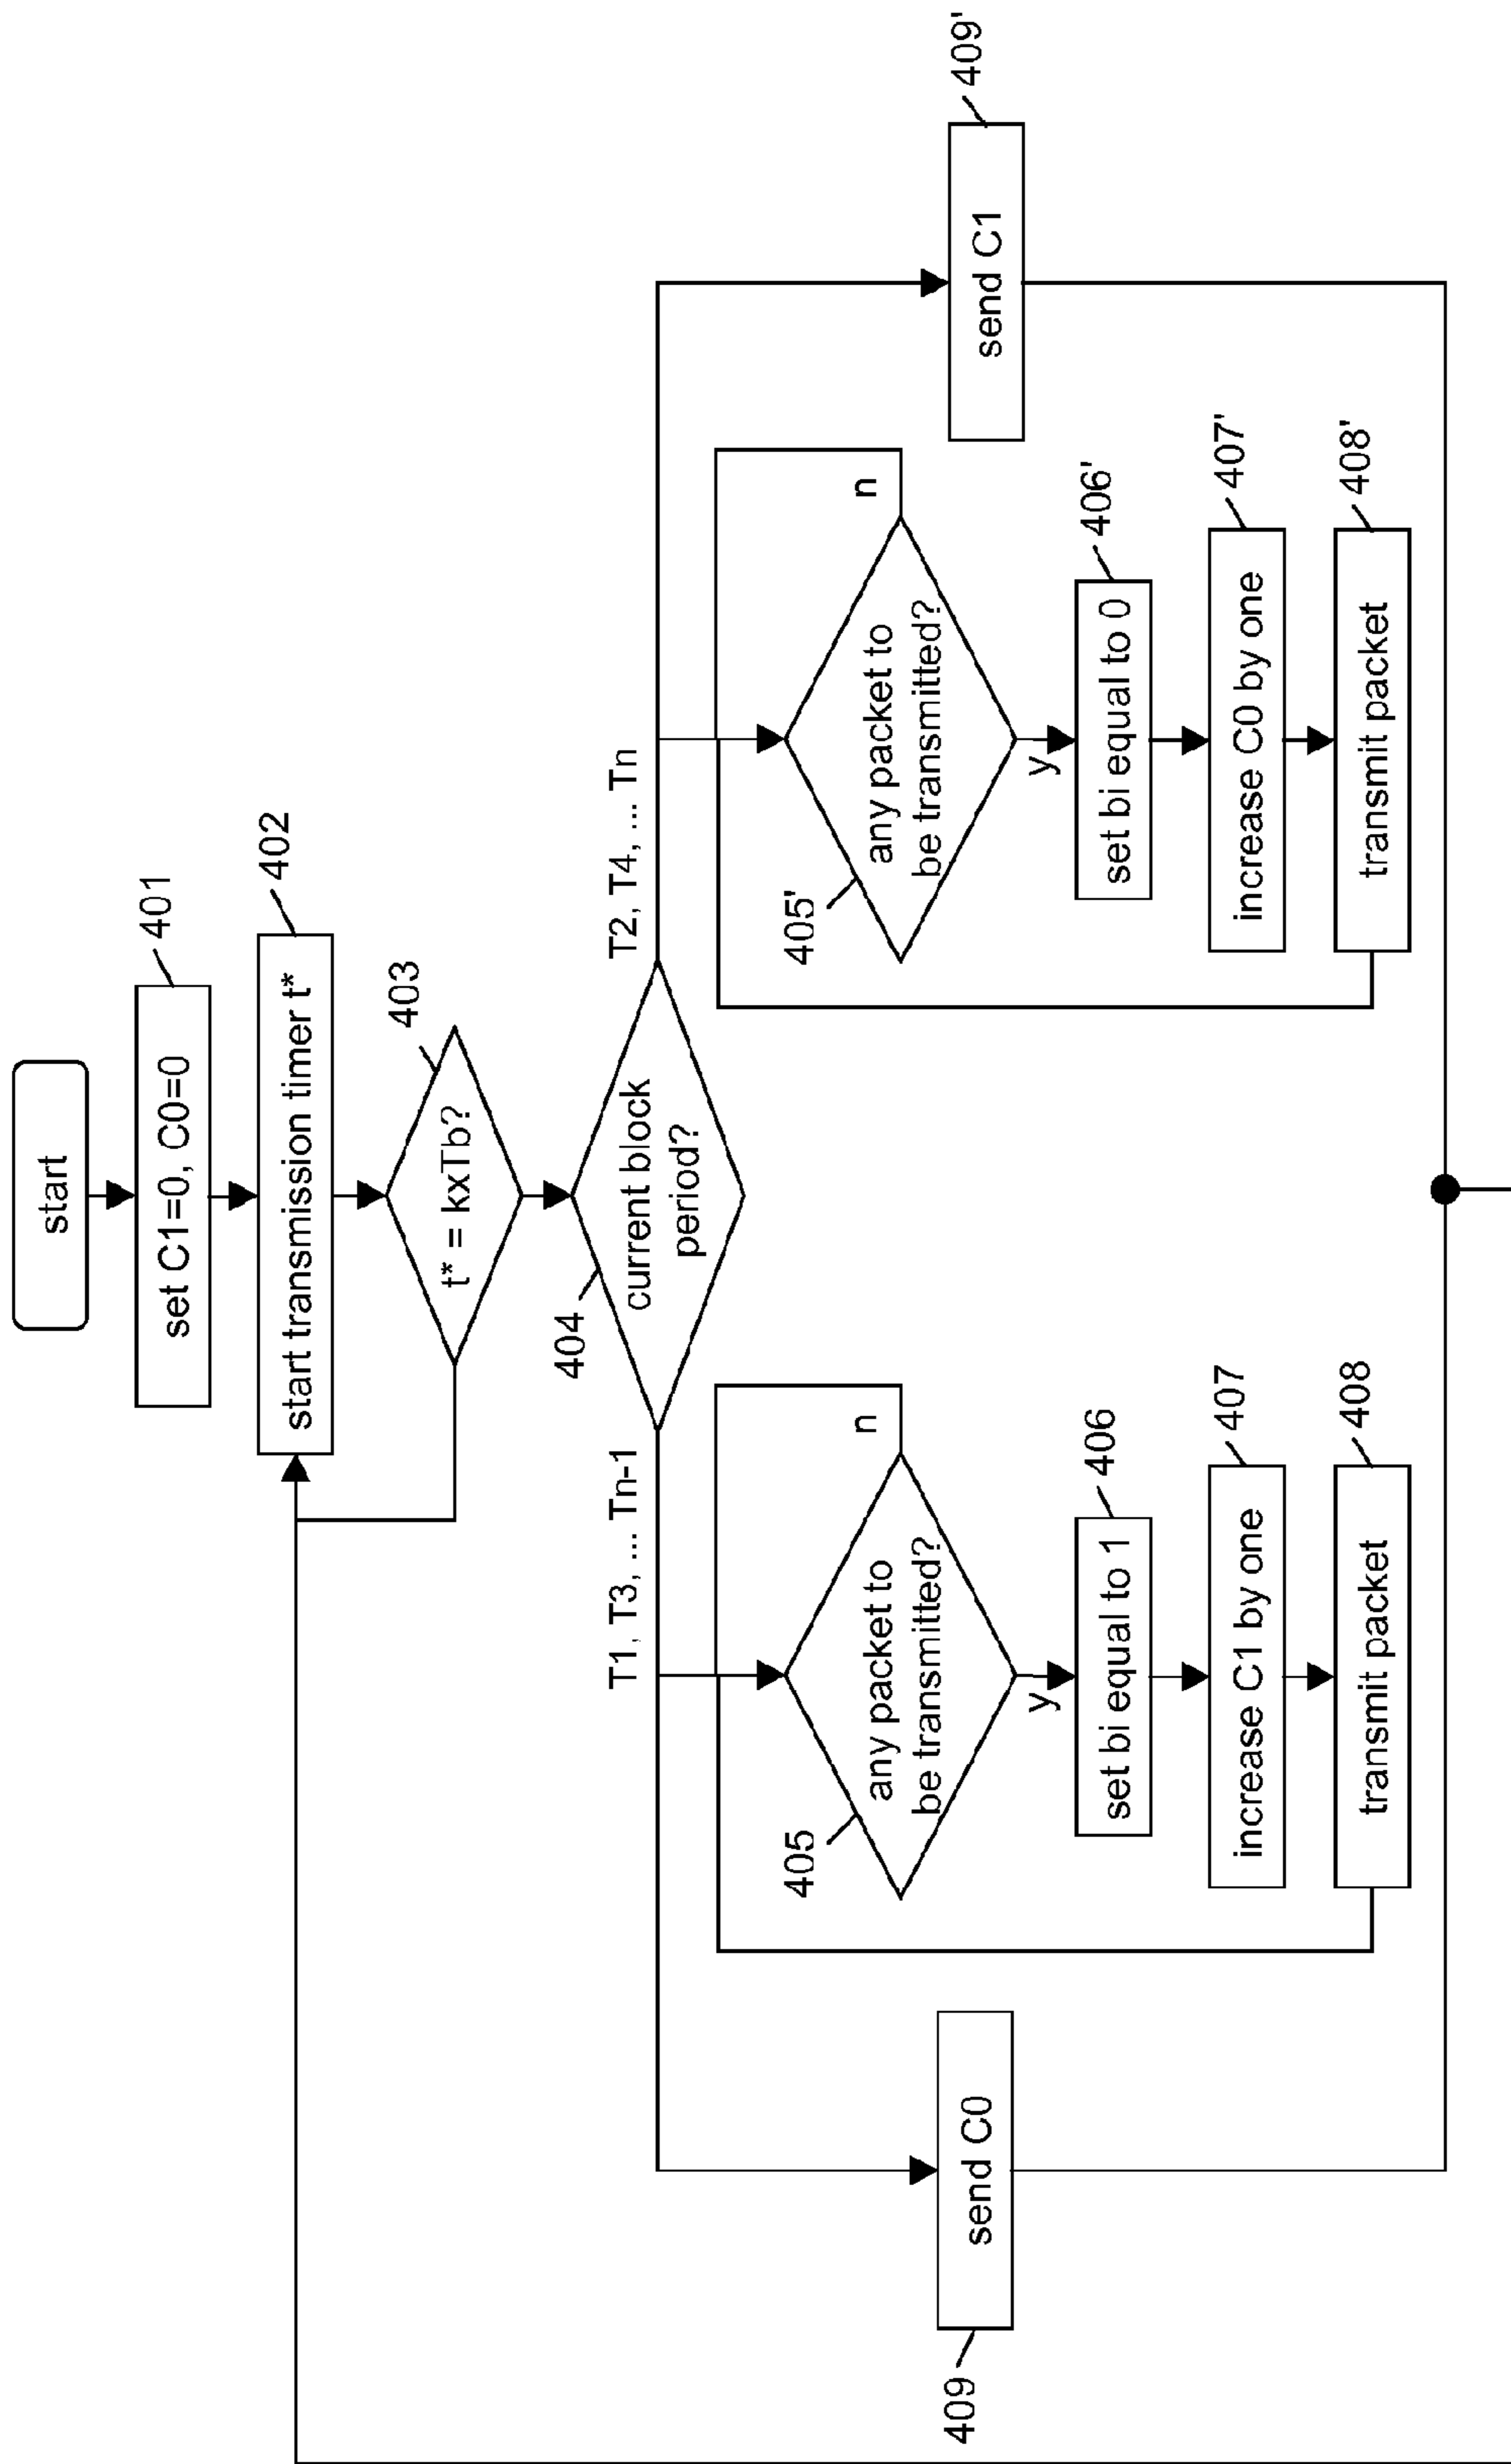 start
set C1=0, C0=0
401
start transmission timer t*
402
t* = kxTb?
403
current block
period?
404
T1, T3, ... Tn-1
T2, T4, ... Tn
send C0
409
any packet to
be transmitted?
405
n
y
set bi equal to 1
406
increase C1 by one
407
transmit packet
408
any packet to
be transmitted?
405'
n
y
set bi equal to 0
406'
increase C0 by one
407'
transmit packet
408'
send C1
409'